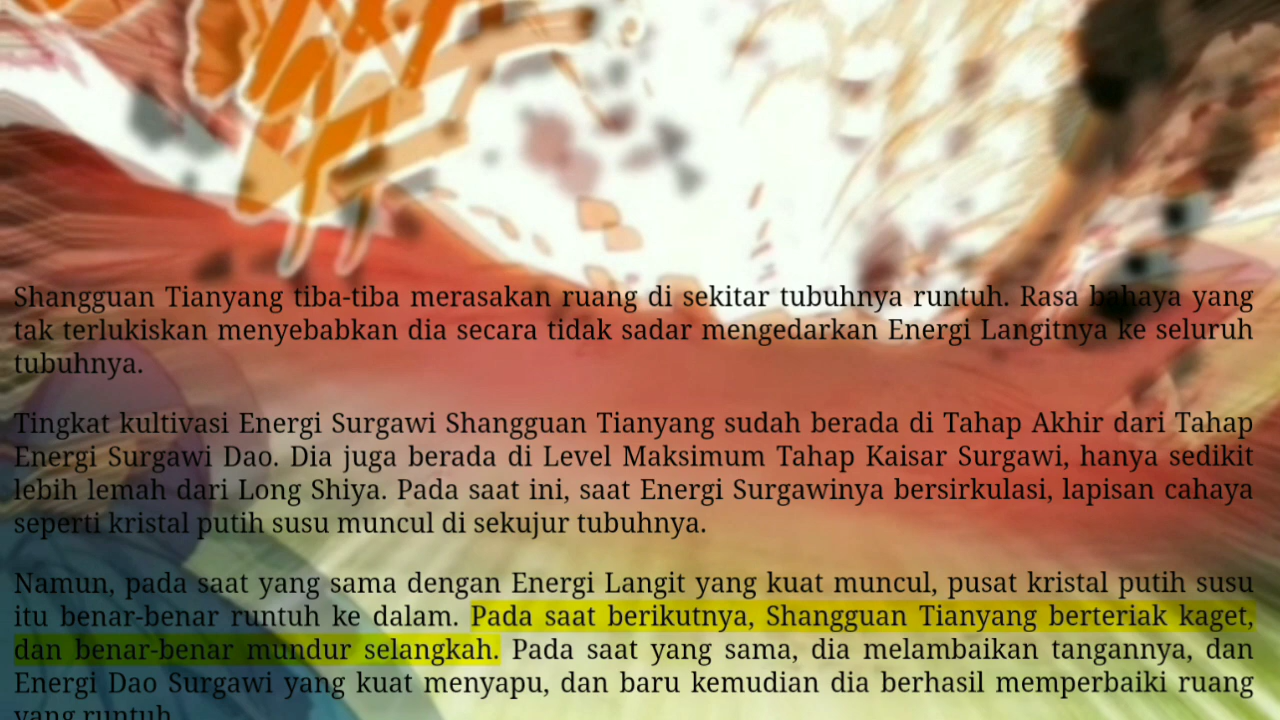 Shangguan Tianyang tiba-tiba merasakan ruang di sekitar tubuhnya runtuh. Rasa bahaya yang
tak terlukiskan menyebabkan dia secara tidak sadar mengedarkan Energi Langitnya ke seluruh
tubuhnya.
Tingkat kultivasi Energi Surgawi Shangguan Tianyang sudah berada di Tahap Akhir dari Tahap
Energi Surgawi Dao. Dia juga berada di Level Maksimum Tahap Kaisar Surgawi, hanya sedikit
lebih lemah dari Long Shiya. Pada saat ini, saat Energi Surgawinya bersirkulasi, lapisan cahaya
seperti kristal putih susu muncul di sekujur tubuhnya.
Namun, pada saat yang sama dengan Energi Langit yang kuat muncul, pusat kristal putih susu
itu benar-benar runtuh ke dalam. Pada saat berikutnya, Shangguan Tianyang berteriak kaget,
dan benar-benar mundur selangkah. Pada saat yang sama, dia melambaikan tangannya, dan
Energi Dao Surgawi yang kuat menyapu, dan baru kemudian dia berhasil memperbaiki ruang
yang runtuh.